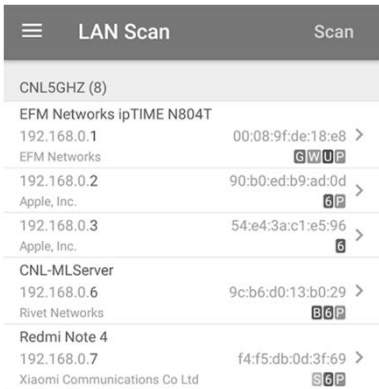 LAN Scan Scan
CNL5GHZ (8)
EFM Networks ipTIME N804T
192.168.0.1 00:08:9f:de:18:e8
EFM Networks G W U P
192.168.0.2 90:b0:ed:b9:ad:0d
Apple, Inc. 6 P
192.168.0.3 54:e4:3a:c1:e5:96
Apple, Inc. 6
CNL-MLServer
192.168.0.6 9c:b6:d0:13:b0:29
Rivet Networks B 6 P
Redmi Note 4
192.168.0.7 f4:f5:db:0d:3f:69
Xiaomi Communications Co Ltd S 6 P